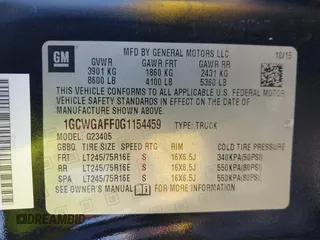 GM
MFD BY GENERAL MOTORS LLC
10/15
GVWR GAWR FRT GAWR RR
3901 KG 1860 KG 2431 KG
8600 LB 4100 LB 5360 LB
THIS VEHICLE CONFORMS TO ALL APPLICABLE U.S. FEDERAL MOTOR VEHICLE SAFETY STANDARDS IN EFFECT ON THE DATE OF MANUFACTURE SHOWN ABOVE.
1GCWGAFF0G1154459 TYPE: TRUCK
G23405
GBBQ TIRE SIZE SPEED RTG RIM COLD TIRE PRESSURE
FRT LT245/75R16E S 16X6.5J 340KPA(50PSI)
RR LT245/75R16E S 16X6.5J 550KPA(80PSI)
SPA LT245/75R16E S 16X6.5J 550KPA(80PSI)
SEE OWNER'S MANUAL FOR ADDITIONAL INFORMATION.
DREAMBID